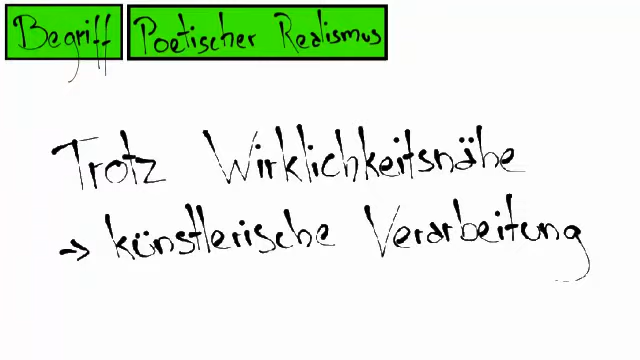 Begriff Poetischer Realismus
Trotz Wirklichkeitsnähe
→ künstlerische Verarbeitung